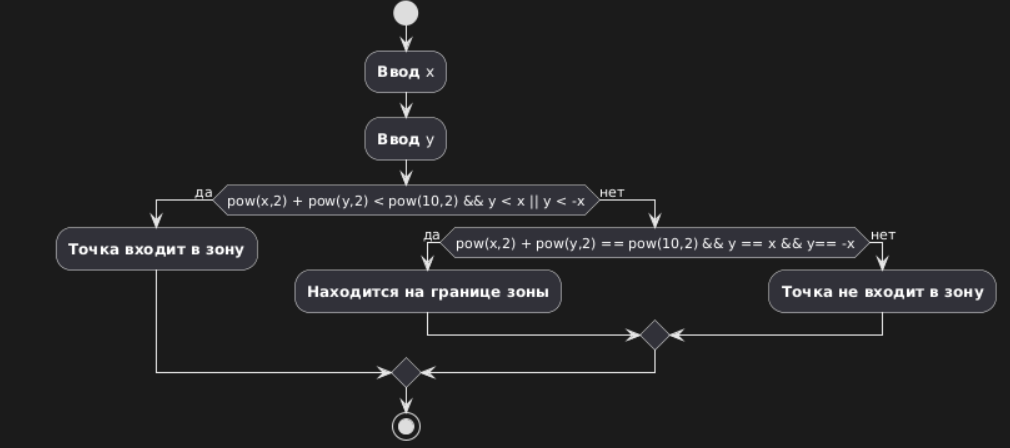 Ввод x
Ввод y
да
pow(x,2) + pow(y,2) < pow(10,2) && y < x || y < -x
нет
Точка входит в зону
да
pow(x,2) + pow(y,2) == pow(10,2) && y == x && y== -x
нет
Находится на границе зоны
Точка не входит в зону